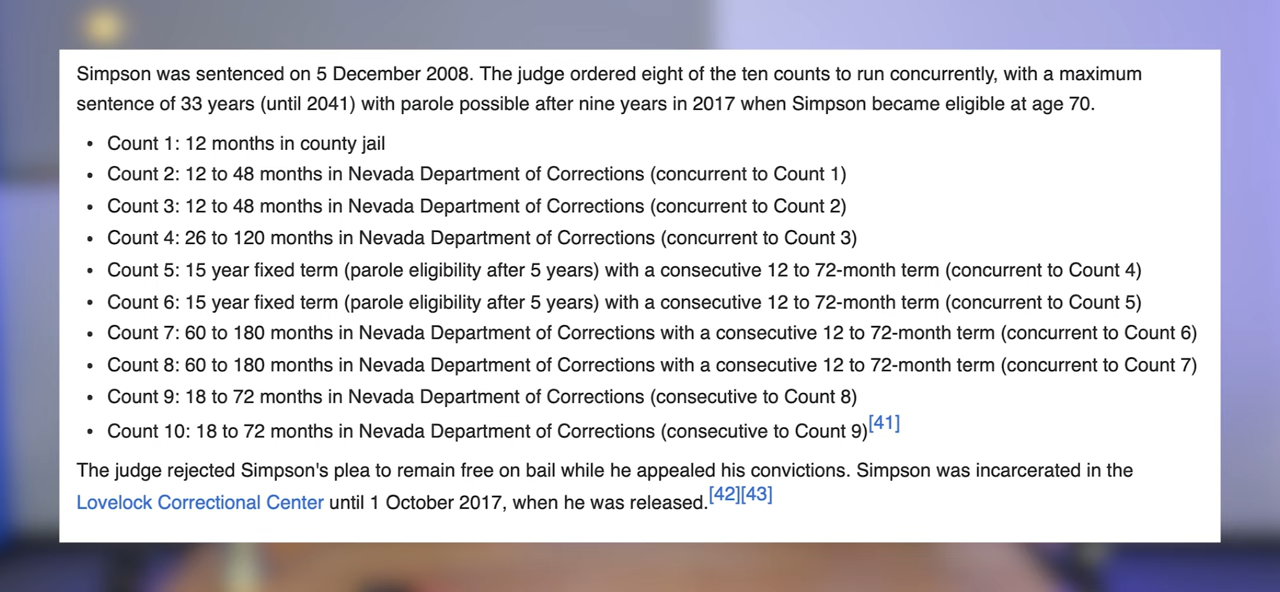 Simpson was sentenced on 5 December 2008. The judge ordered eight of the ten counts to run concurrently, with a maximum
sentence of 33 years (until 2041) with parole possible after nine years in 2017 when Simpson became eligible at age 70.
• Count 1: 12 months in county jail
• Count 2: 12 to 48 months in Nevada Department of Corrections (concurrent to Count 1)
• Count 3: 12 to 48 months in Nevada Department of Corrections (concurrent to Count 2)
• Count 4: 26 to 120 months in Nevada Department of Corrections (concurrent to Count 3)
• Count 5: 15 year fixed term (parole eligibility after 5 years) with a consecutive 12 to 72-month term (concurrent to Count 4)
• Count 6: 15 year fixed term (parole eligibility after 5 years) with a consecutive 12 to 72-month term (concurrent to Count 5)
• Count 7: 60 to 180 months in Nevada Department of Corrections with a consecutive 12 to 72-month term (concurrent to Count 6)
• Count 8: 60 to 180 months in Nevada Department of Corrections with a consecutive 12 to 72-month term (concurrent to Count 7)
• Count 9: 18 to 72 months in Nevada Department of Corrections (consecutive to Count 8)
• Count 10: 18 to 72 months in Nevada Department of Corrections (consecutive to Count 9)[41]
The judge rejected Simpson's plea to remain free on bail while he appealed his convictions. Simpson was incarcerated in the
Lovelock Correctional Center until 1 October 2017, when he was released.[42][43]